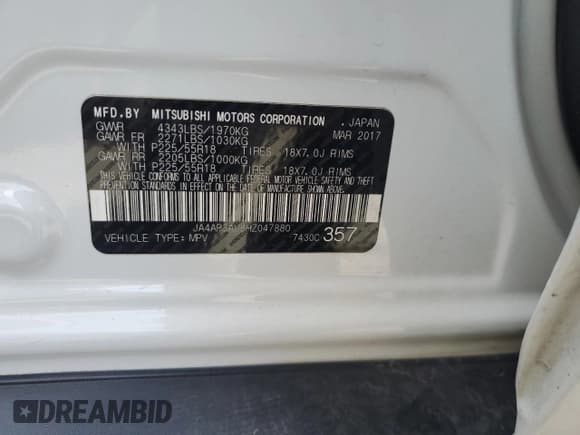 MFD.BY MITSUBISHI MOTORS CORPORATION . JAPAN
GVWR 4343LBS/1970KG MAR 2017
GAWR FR 2271LBS/1030KG
WITH P225/55R18 TIRES 18X7.0J RIMS
GAWR RR 2205LBS/1000KG
WITH P225/55R18 TIRES 18X7.0J RIMS
THIS VEHICLE CONFORMS TO ALL APPLICABLE FEDERAL MOTOR VEHICLE SAFETY AND THEFT
PREVENTION STANDARDS IN EFFECT ON THE DATE OF MANUFACTURE SHOWN ABOVE.
HZ047880
VEHICLE TYPE: MPV 7430C 357
DREAMBID